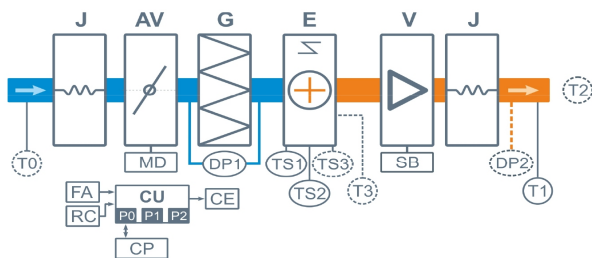 J AV G E V J
T2
T0 MD DP1 TS1 TS3 SB DP2
TS2 T3 T1
FA CU CE
RC P0 P1 P2
CP